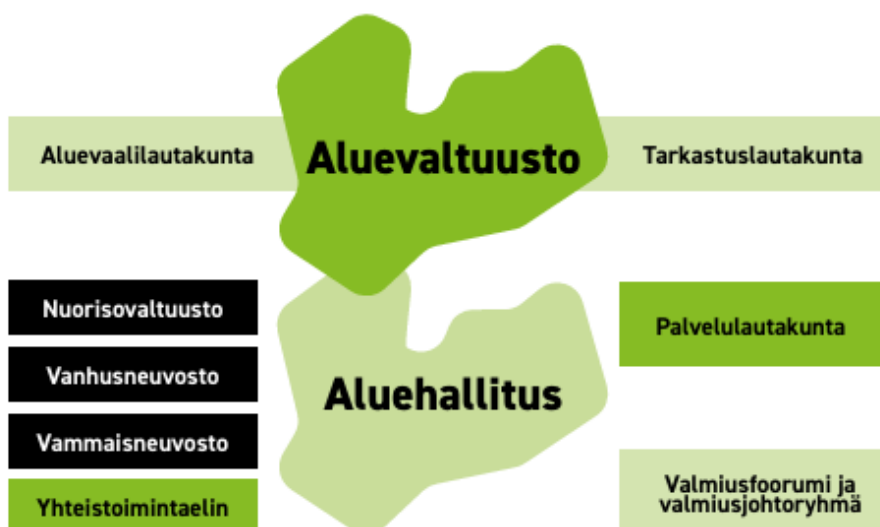 Aluevaalilautakunta
Aluevaltuusto
Tarkastuslautakunta
Nuorisovaltuusto
Vanhusneuvosto
Vammaisneuvosto
Yhteistoimintaelin
Aluehallitus
Palvelulautakunta
Valmiusfoorumi ja
valmiusjohtoryhmä